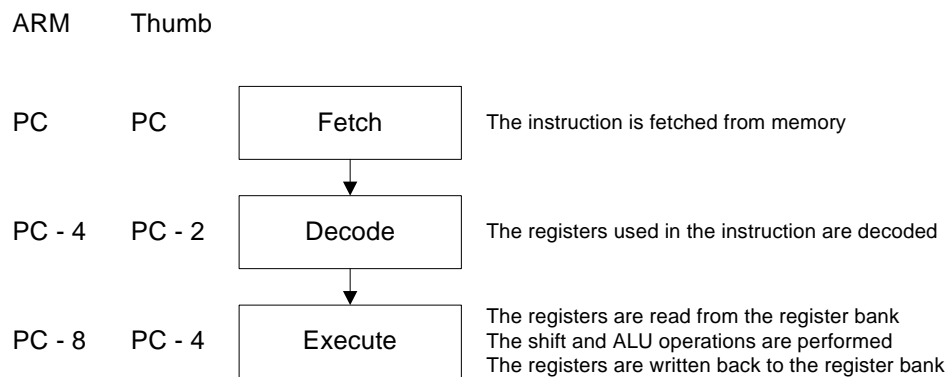 ARM Thumb
PC PC Fetch The instruction is fetched from memory
PC - 4 PC - 2 Decode The registers used in the instruction are decoded
PC - 8 PC - 4 Execute The registers are read from the register bank
The shift and ALU operations are performed
The registers are written back to the register bank